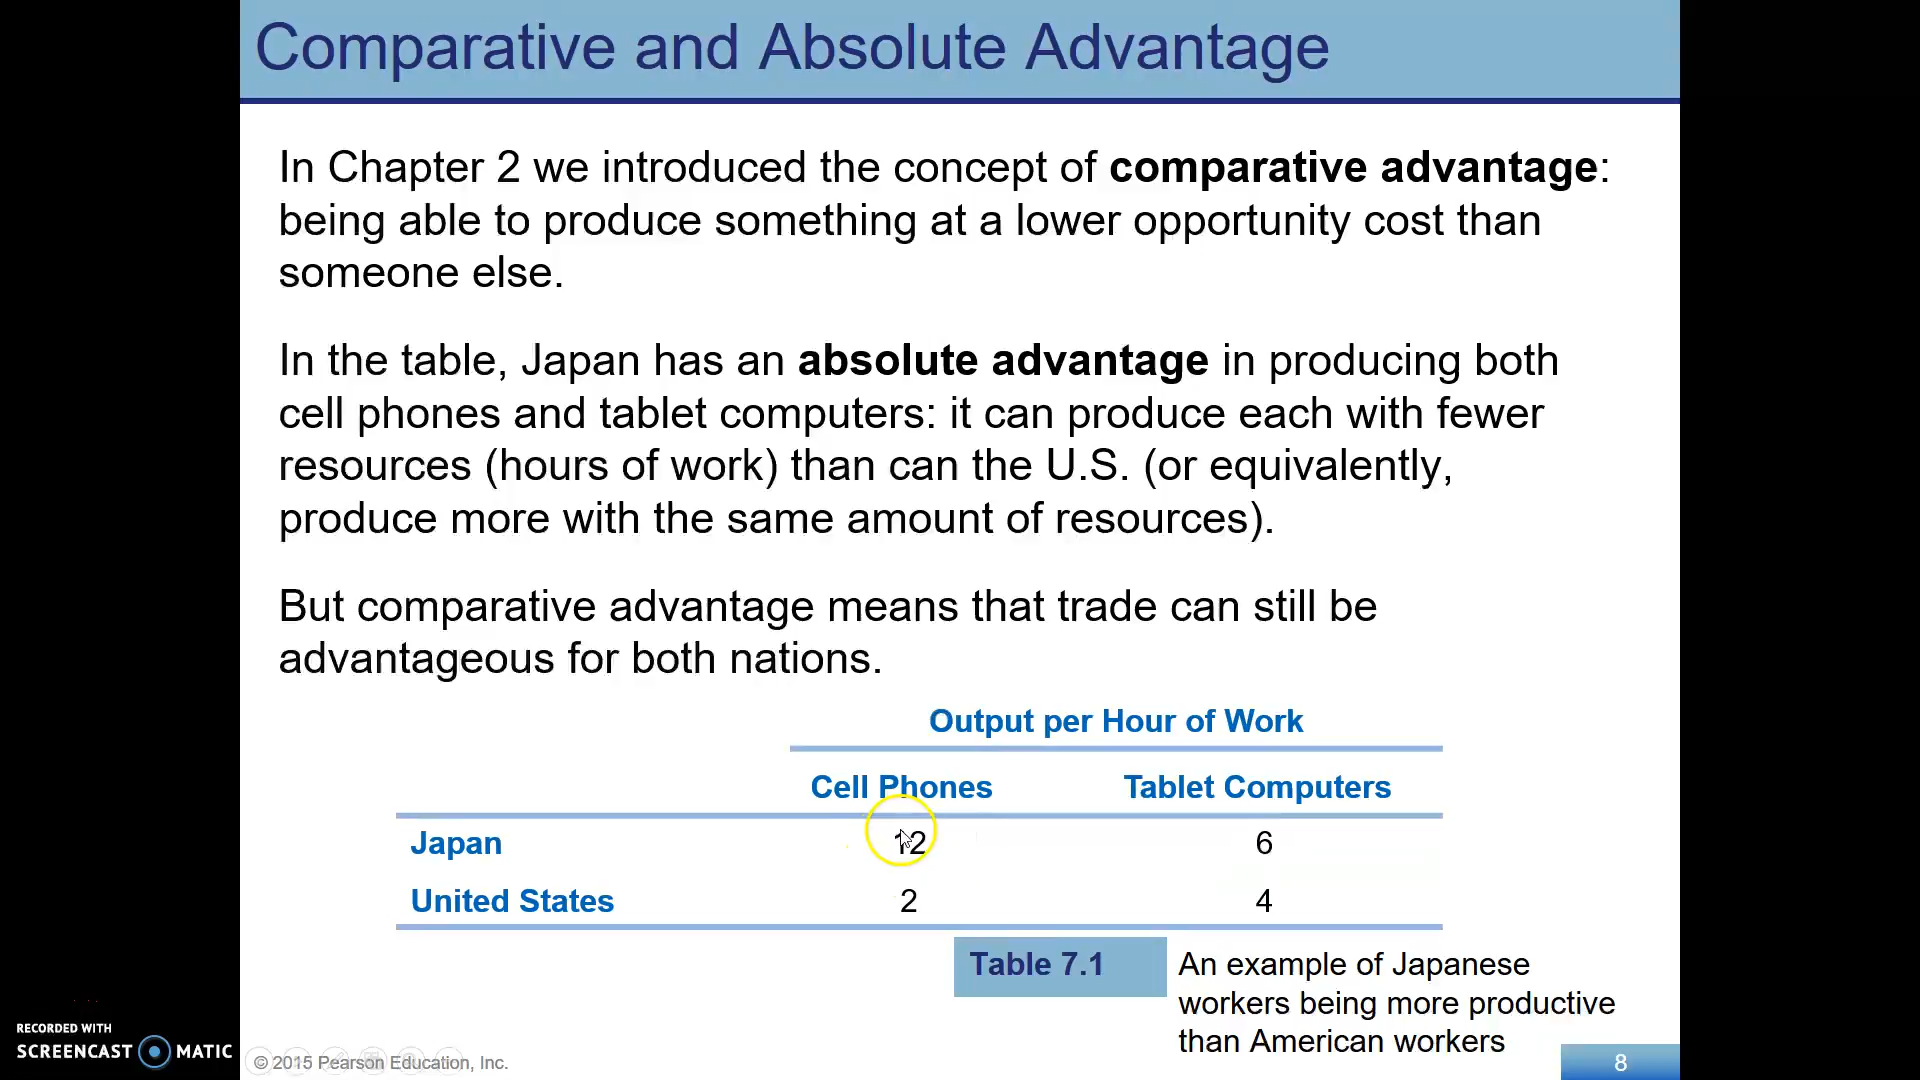 Comparative and Absolute Advantage
In Chapter 2 we introduced the concept of comparative advantage:
being able to produce something at a lower opportunity cost than
someone else.
In the table, Japan has an absolute advantage in producing both
cell phones and tablet computers: it can produce each with fewer
resources (hours of work) than can the U.S. (or equivalently,
produce more with the same amount of resources).
But comparative advantage means that trade can still be
advantageous for both nations.
Output per Hour of Work
Cell Phones Tablet Computers
Japan 12 6
United States 2 4
Table 7.1
An example of Japanese
workers being more productive
than American workers
RECORDED WITH
SCREENCAST MATIC
© 2015 Pearson Education, Inc.
8